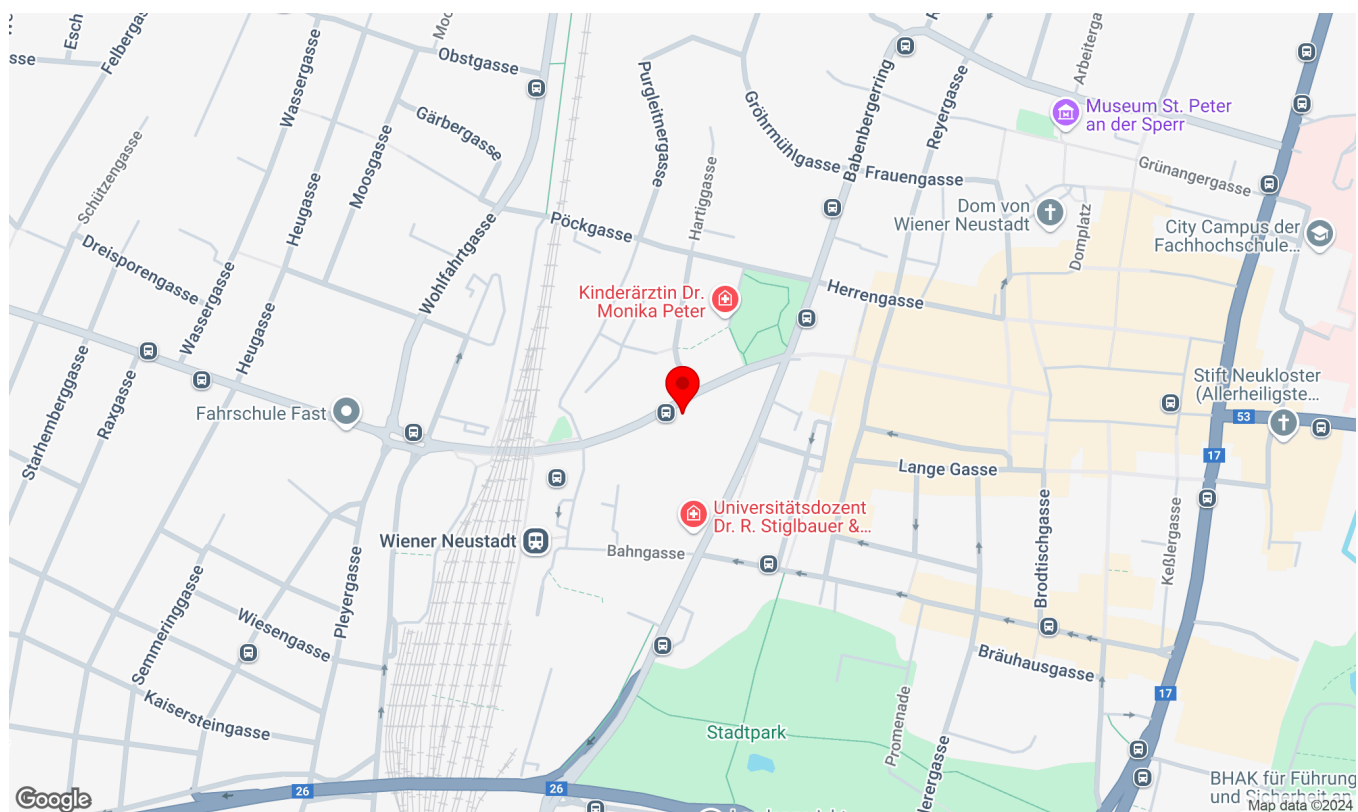 Felbergasse
Wassergasse
Moosgasse
Obstgasse
Purgleitnergasse
Babenbergerring
Arbeiterga
Museum St. Peter
an der Sperr
Gärbergasse
Gröhrmühlgasse
Reyergasse
Frauengasse
Grünangergasse
Schützengasse
Heugasse
Hartiggasse
Pöckgasse
Dom von
Wiener Neustadt
Domplatz
City Campus der
Fachhochschule…
Dreisporengasse
Wohlfahrtgasse
Wassergasse
Kinderärztin Dr.
Monika Peter
Herrengasse
Heugasse
Starhemberggasse
Raxgasse
Fahrschule Fast
Stift Neukloster
(Allerheiligste…
53
17
Lange Gasse
Universitätsdozent
Dr. R. Stiglbauer &…
Wiener Neustadt
Bahngasse
Brodtischgasse
Keßlergasse
Semmeringgasse
Wiesengasse
Pleyergasse
Bräuhausgasse
Kaisersteingasse
17
Promenade
Stadtpark
26
26
BHAK für Führung
und Sicherheit an
Google
Map data ©2024